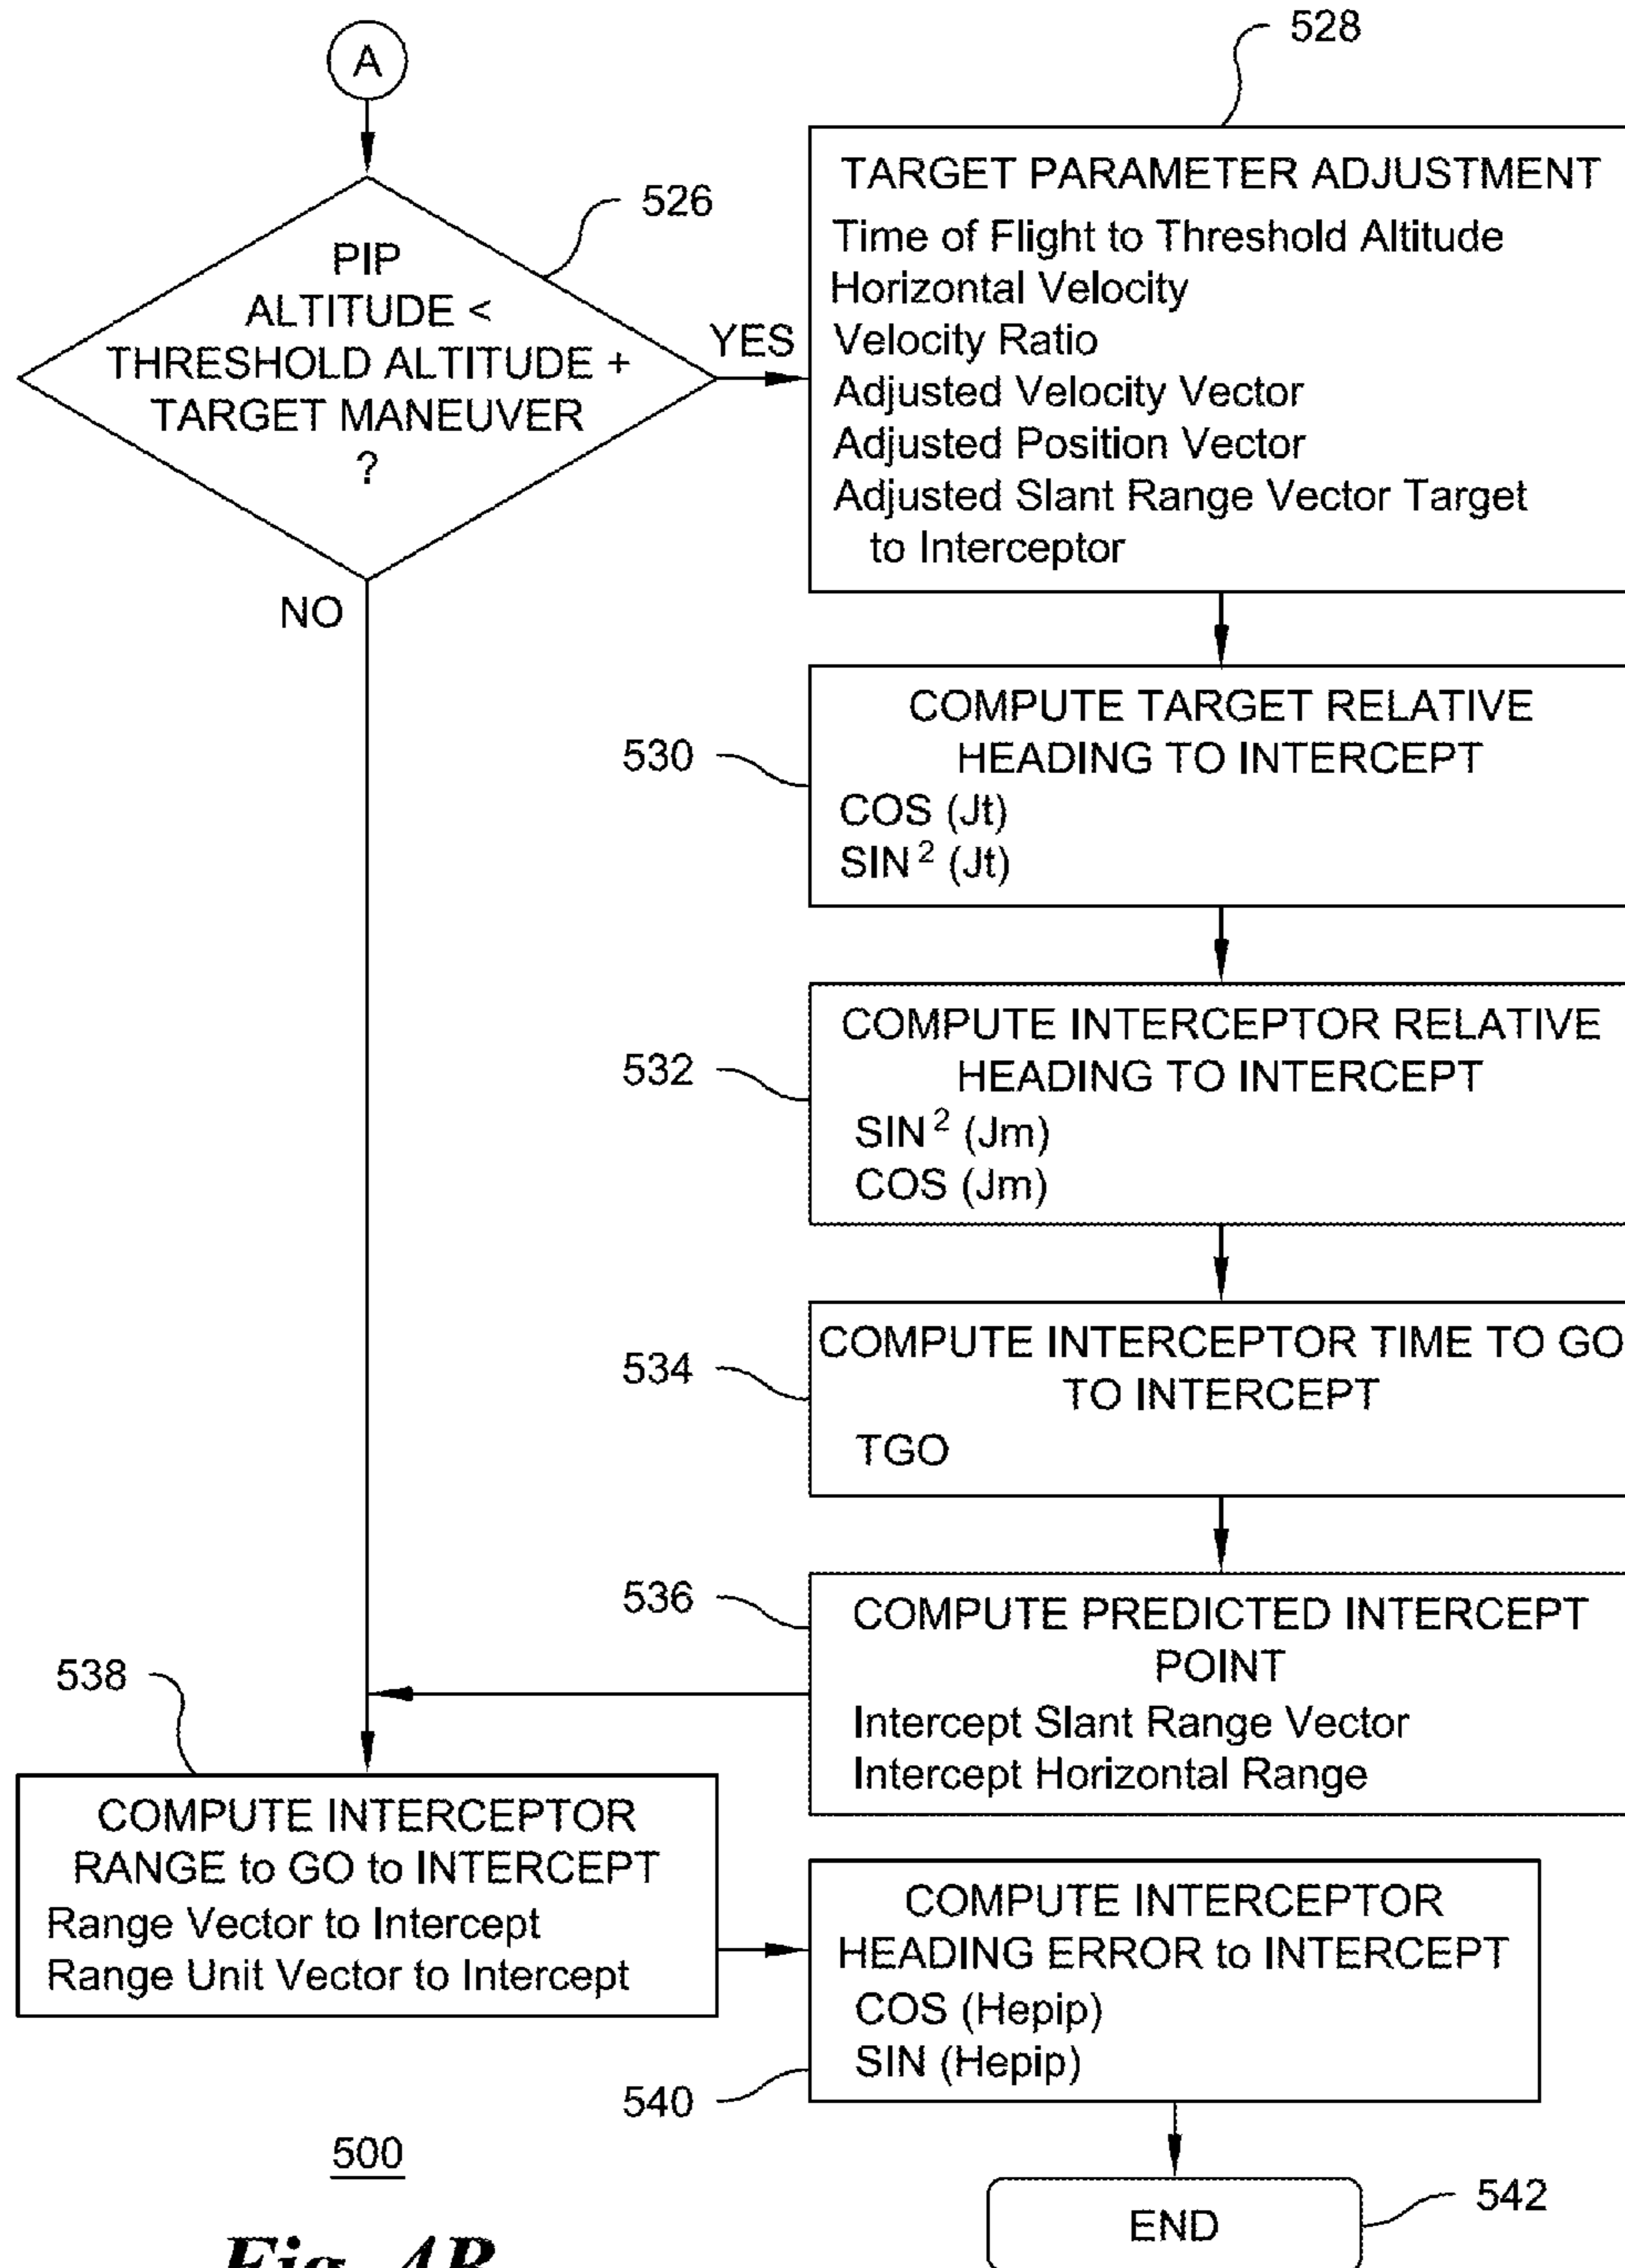 A
526
PIP
ALTITUDE <
THRESHOLD ALTITUDE +
TARGET MANEUVER
?
YES
NO
528
TARGET PARAMETER ADJUSTMENT
Time of Flight to Threshold Altitude
Horizontal Velocity
Velocity Ratio
Adjusted Velocity Vector
Adjusted Position Vector
Adjusted Slant Range Vector Target
to Interceptor
530
COMPUTE TARGET RELATIVE
HEADING TO INTERCEPT
COS (Jt)
SIN² (Jt)
532
COMPUTE INTERCEPTOR RELATIVE
HEADING TO INTERCEPT
SIN² (Jm)
COS (Jm)
534
COMPUTE INTERCEPTOR TIME TO GO
TO INTERCEPT
TGO
536
COMPUTE PREDICTED INTERCEPT
POINT
Intercept Slant Range Vector
Intercept Horizontal Range
538
COMPUTE INTERCEPTOR
RANGE to GO to INTERCEPT
Range Vector to Intercept
Range Unit Vector to Intercept
COMPUTE INTERCEPTOR
HEADING ERROR to INTERCEPT
COS (Hepip)
SIN (Hepip)
540
END
542
500
Fig. 4B